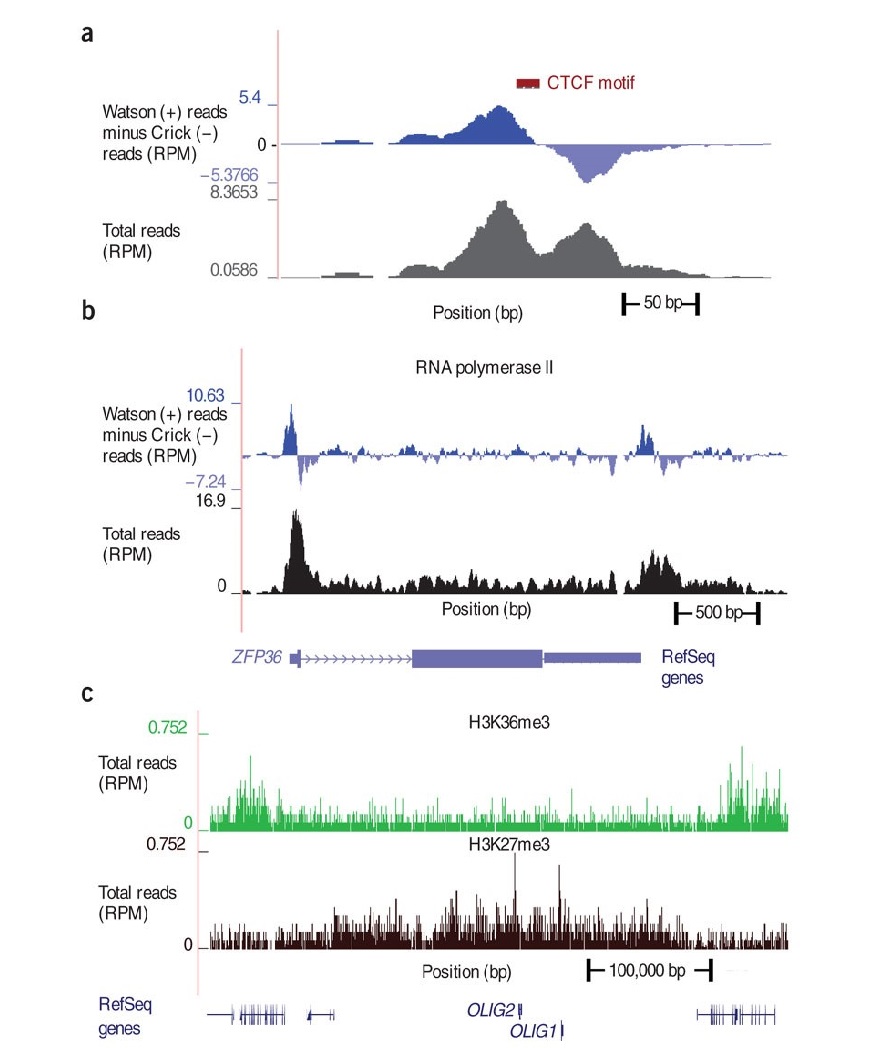 a
CTCF motif
5.4
Watson (+) reads
minus Crick (−)
reads (RPM)
0
−5.3766
8.3653
Total reads
(RPM)
0.0586
50 bp
Position (bp)
b
RNA polymerase II
10.63
Watson (+) reads
minus Crick (−)
reads (RPM)
−7.24
16.9
Total reads
(RPM)
0
Position (bp)
500 bp
ZFP36
RefSeq
genes
c
H3K36me3
0.752
Total reads
(RPM)
0
H3K27me3
0.752
Total reads
(RPM)
0
Position (bp)
100,000 bp
RefSeq
genes
OLIG2
OLIG1